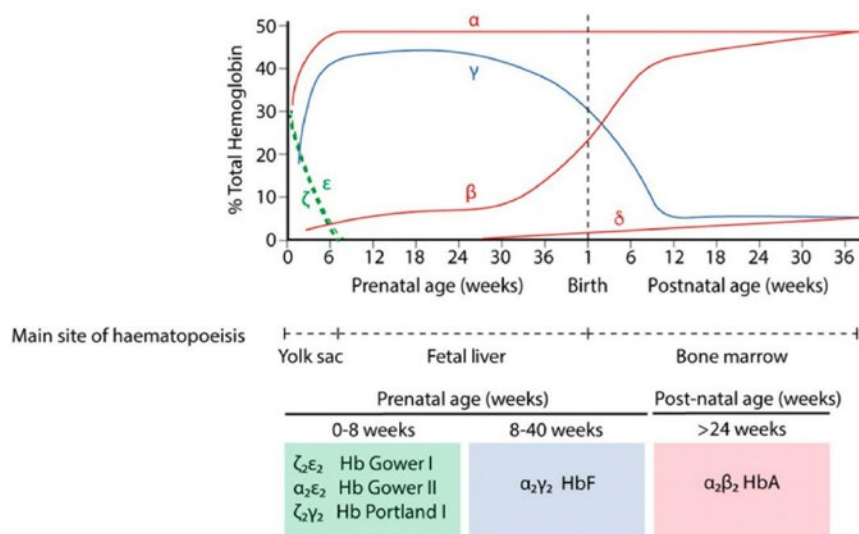 50
40
30
20
10
0
% Total Hemoglobin
α
γ
ζ ε
β
δ
0 6 12 18 24 30 36 1 6 12 18 24 30 36
Prenatal age (weeks) Birth Postnatal age (weeks)
Main site of haematopoeisis
Yolk sac Fetal liver Bone marrow
Prenatal age (weeks) Post-natal age (weeks)
0-8 weeks 8-40 weeks >24 weeks
ζ₂ε₂ Hb Gower I
α₂ε₂ Hb Gower II
ζ₂γ₂ Hb Portland I
α₂γ₂ HbF
α₂β₂ HbA